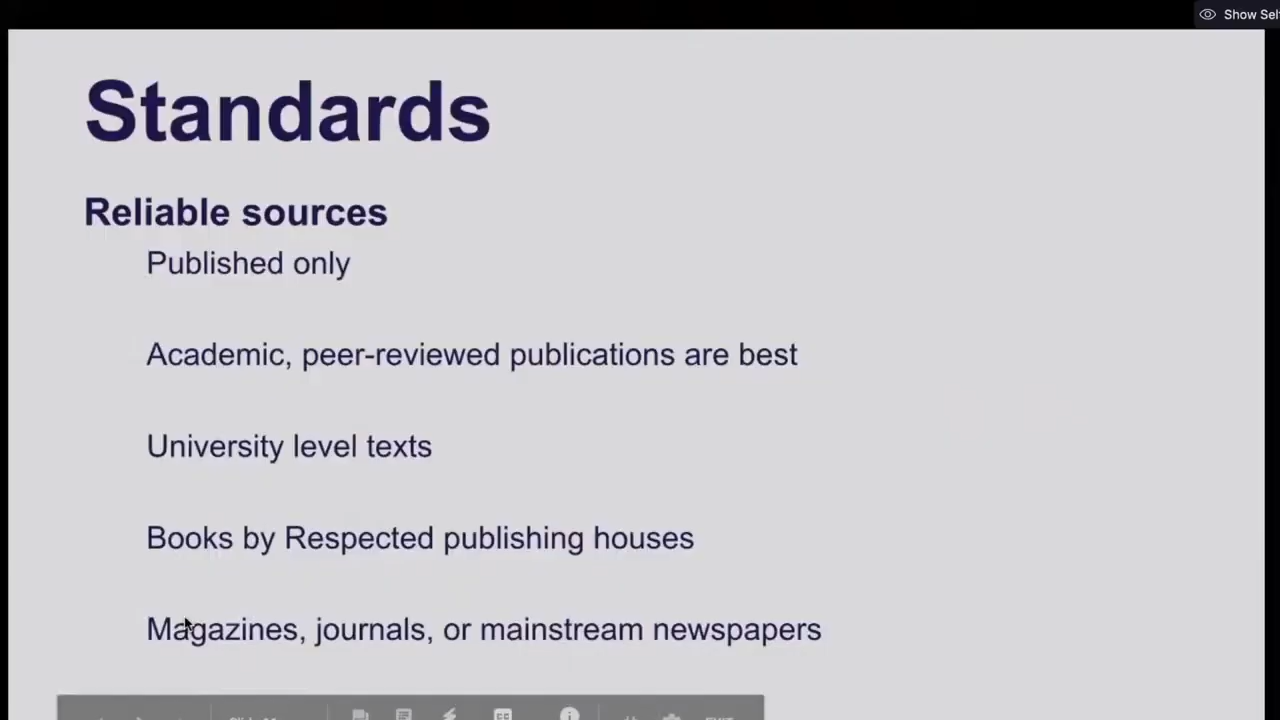 Show Sel
Standards
Reliable sources
Published only
Academic, peer-reviewed publications are best
University level texts
Books by Respected publishing houses
Magazines, journals, or mainstream newspapers